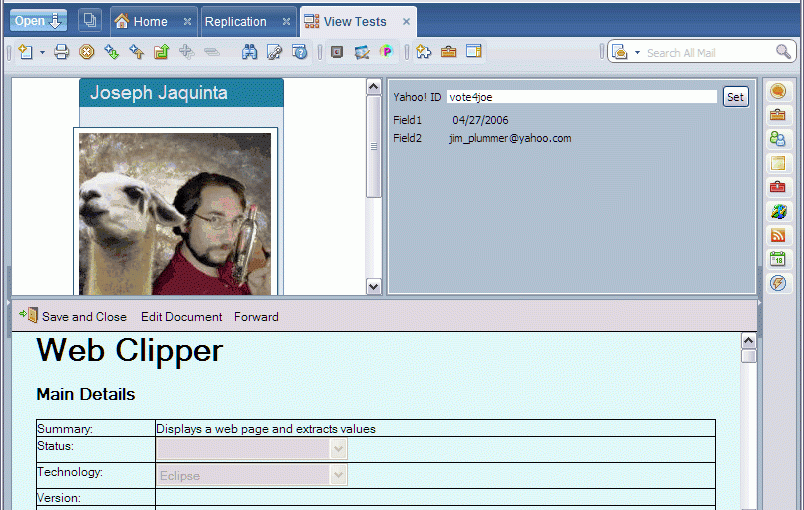 Open
Home
Replication
View Tests
Search All Mail
Joseph Jaquinta
Yahoo! ID vote4joe Set
Field1 04/27/2006
Field2 jim_plummer@yahoo.com
Save and Close Edit Document Forward
Web Clipper
Main Details
Summary: Displays a web page and extracts values
Status:
Technology: Eclipse
Version: